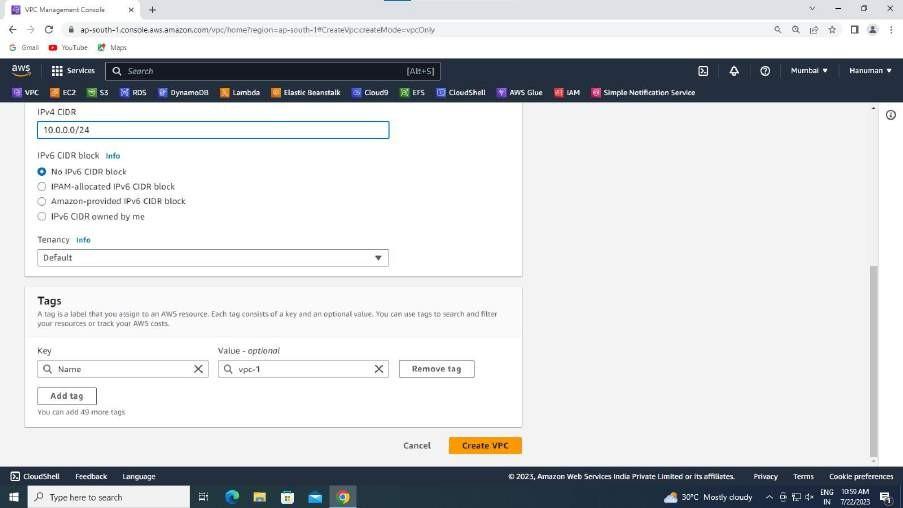 VPC Management Console
ap-south-1.console.aws.amazon.com/vpc/home?region=ap-south-1#CreateVpc:createMode=vpcOnly
Gmail YouTube Maps
aws Services Search [Alt+S] Mumbai Hanuman
VPC EC2 S3 RDS DynamoDB Lambda Elastic Beanstalk Cloud9 EFS CloudShell AWS Glue IAM Simple Notification Service
IPv4 CIDR
10.0.0.0/24
IPv6 CIDR block Info
No IPv6 CIDR block
IPAM-allocated IPv6 CIDR block
Amazon-provided IPv6 CIDR block
IPv6 CIDR owned by me
Tenancy Info
Default
Tags
A tag is a label that you assign to an AWS resource. Each tag consists of a key and an optional value. You can use tags to search and filter
your resources or track your AWS costs.
Key Value - optional
Name vpc-1 Remove tag
Add tag
You can add 49 more tags
Cancel Create VPC
CloudShell Feedback Language © 2023, Amazon Web Services India Private Limited or its affiliates. Privacy Terms Cookie preferences
Type here to search 30°C Mostly cloudy ENG IN 10:59 AM 7/22/2023